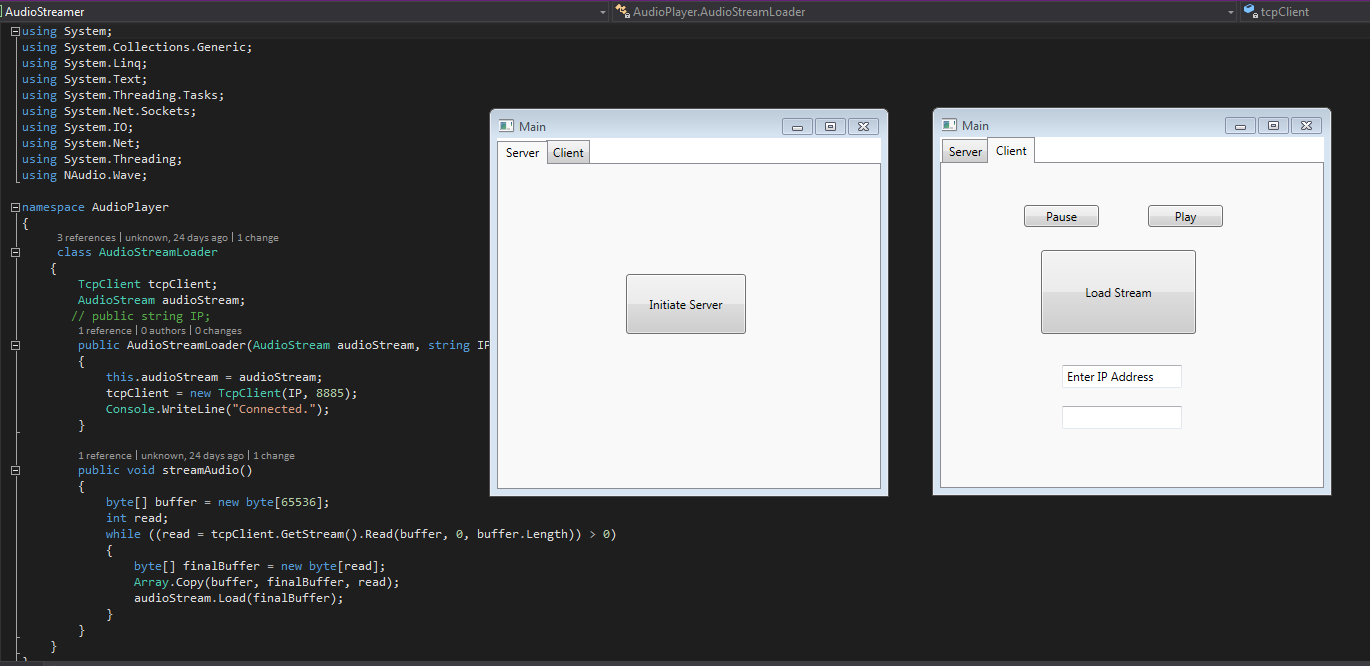 AudioStreamer
AudioPlayer.AudioStreamLoader
tcpClient
using System;
using System.Collections.Generic;
using System.Linq;
using System.Text;
using System.Threading.Tasks;
using System.Net.Sockets;
using System.IO;
using System.Net;
using System.Threading;
using NAudio.Wave;
namespace AudioPlayer
{
3 references | unknown, 24 days ago | 1 change
class AudioStreamLoader
{
TcpClient tcpClient;
AudioStream audioStream;
// public string IP;
1 reference | 0 authors | 0 changes
public AudioStreamLoader(AudioStream audioStream, string IP
{
this.audioStream = audioStream;
tcpClient = new TcpClient(IP, 8885);
Console.WriteLine("Connected.");
}
1 reference | unknown, 24 days ago | 1 change
public void streamAudio()
{
byte[] buffer = new byte[65536];
int read;
while ((read = tcpClient.GetStream().Read(buffer, 0, buffer.Length)) > 0)
{
byte[] finalBuffer = new byte[read];
Array.Copy(buffer, finalBuffer, read);
audioStream.Load(finalBuffer);
}
}
}
}
Main
Server Client
Initiate Server
Main
Server Client
Pause Play
Load Stream
Enter IP Address